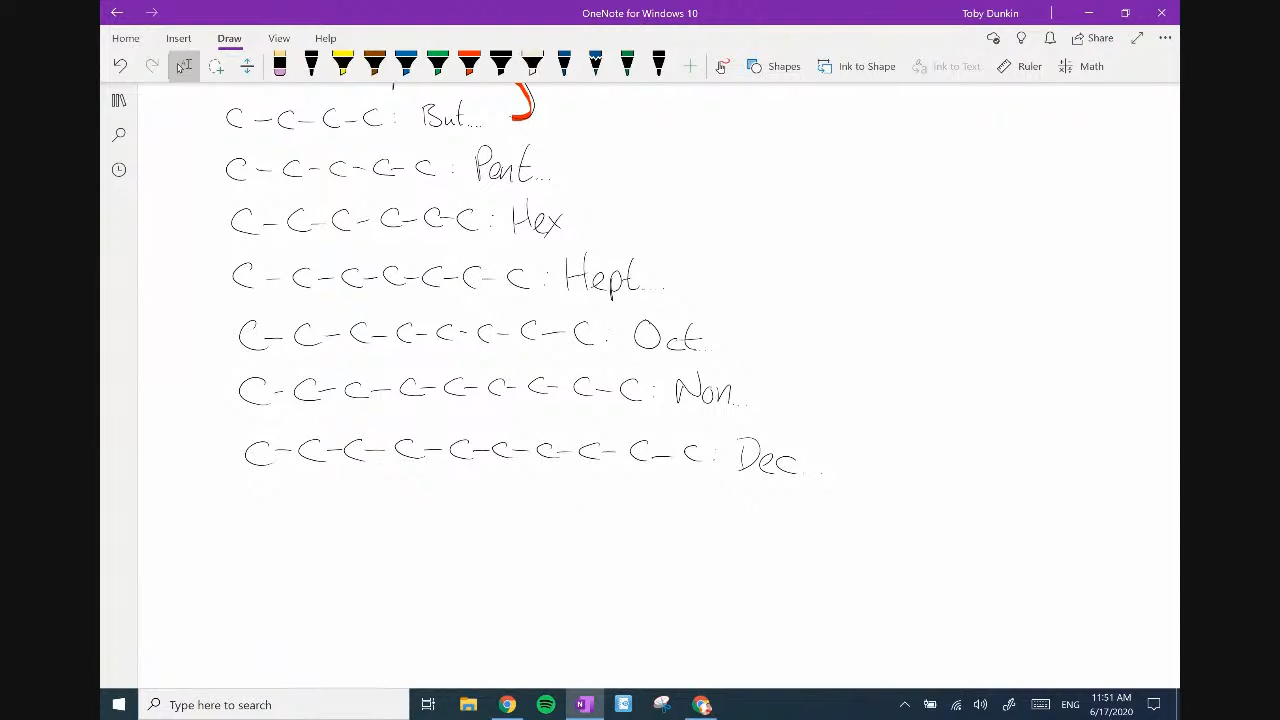 OneNote for Windows 10
Toby Dunkin
Home Insert Draw View Help
Share
Shapes Ink to Shape Ink to Text Ruler Math
C-C-C-C: But...
C-C-C-C-C: Pent...
C-C-C-C-C-C: Hex
C-C-C-C-C-C-C: Hept....
C-C-C-C-C-C-C-C: Oct...
C-C-C-C-C-C-C-C-C: Non...
C-C-C-C-C-C-C-C-C-C: Dec...
Type here to search
ENG
11:51 AM
6/17/2020